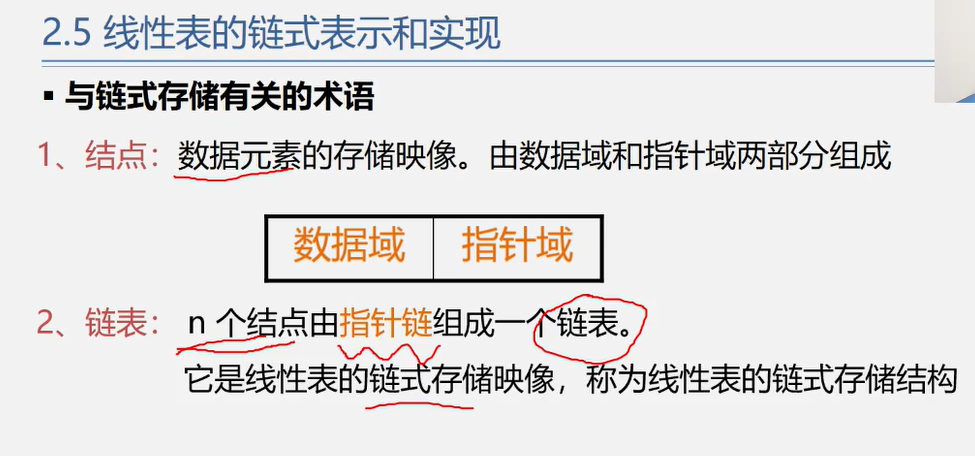 2.5 线性表的链式表示和实现
▪ 与链式存储有关的术语
1、结点：数据元素的存储映像。由数据域和指针域两部分组成
数据域 指针域
2、链表： n 个结点由指针链组成一个链表。
它是线性表的链式存储映像，称为线性表的链式存储结构